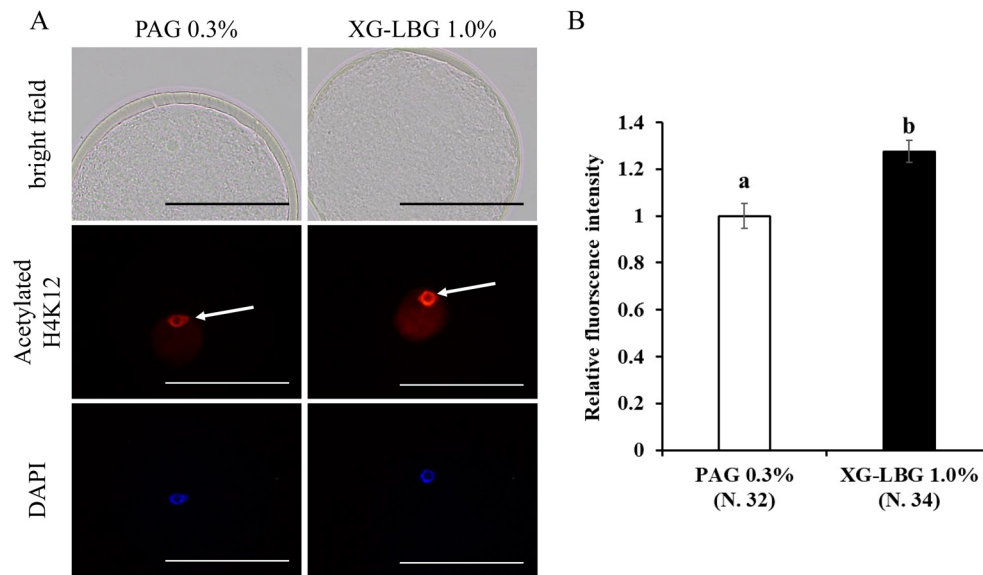 A
PAG 0.3%
XG-LBG 1.0%
bright field
Acetylated
H4K12
DAPI
B
Relative fluorscence intensity
1.4
1.2
1
0.8
0.6
0.4
0.2
0
a
b
PAG 0.3%
(N. 32)
XG-LBG 1.0%
(N. 34)